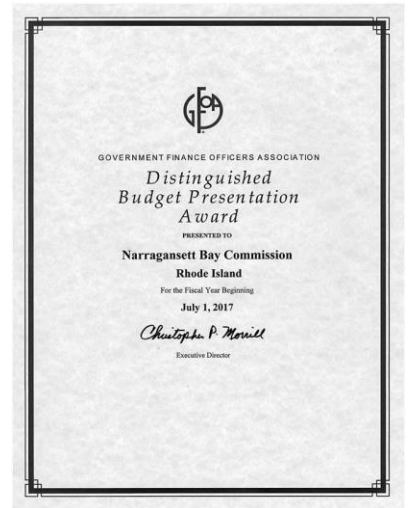 GFOA
GOVERNMENT FINANCE OFFICERS ASSOCIATION
Distinguished
Budget Presentation
Award
PRESENTED TO
Narragansett Bay Commission
Rhode Island
For the Fiscal Year Beginning
July 1, 2017
Christopher P. Morrill
Executive Director